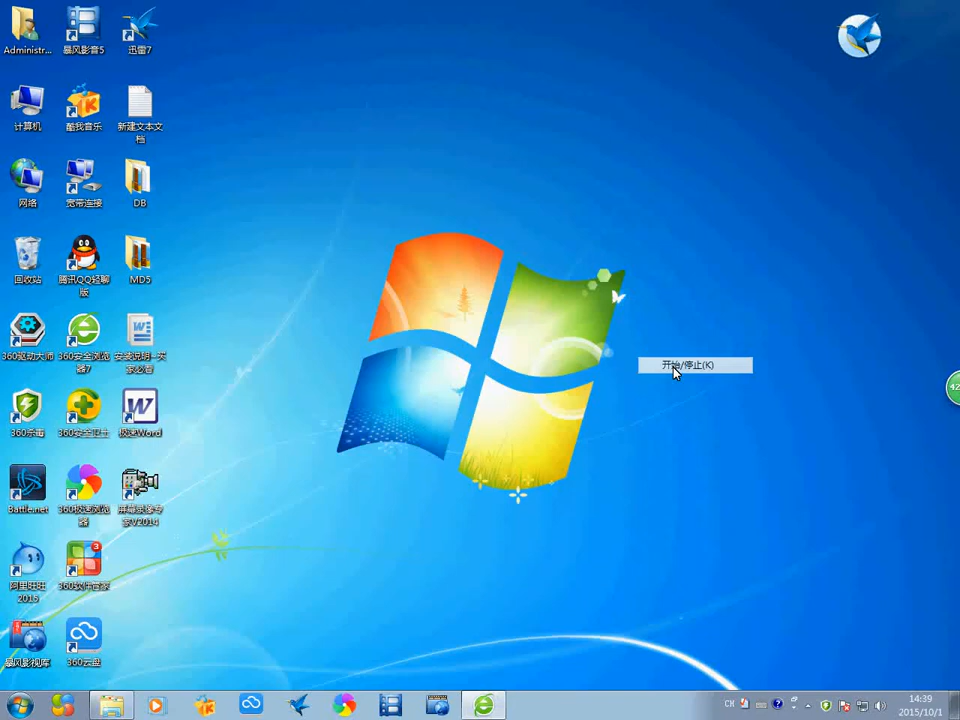 Administr...
暴风影音5
迅雷7
计算机
酷我音乐
新建文本文
档
网络
宽带连接
DB
回收站
腾讯QQ轻聊
版
MD5
360驱动大师
360安全浏览
器7
安装说明--买
家必看
360杀毒
360安全卫士
极速Word
Battle.net
360极速浏览
器
屏幕录像专
家V2014
阿里旺旺
2015
3
360软件管家
暴风影视库
360云盘
开始/停止(K)
42
CH
14:39
2015/10/1